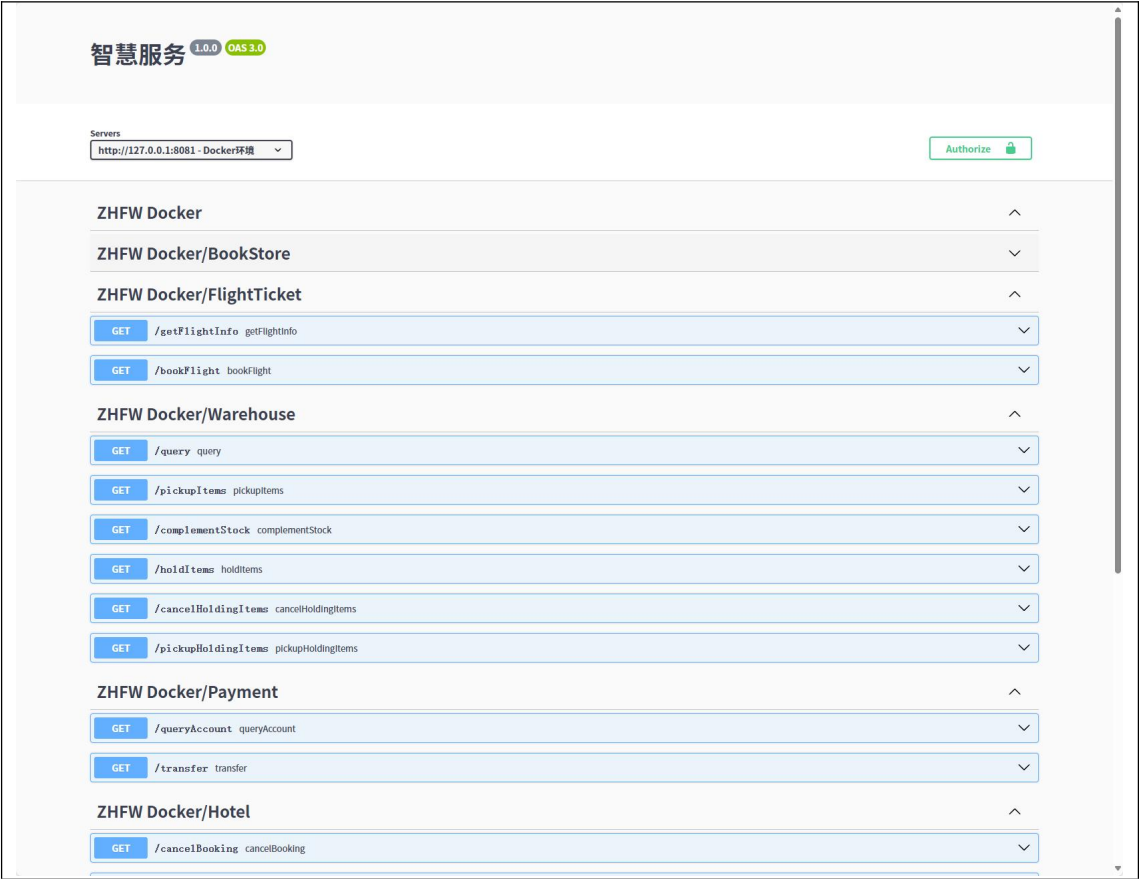 智慧服务 1.0.0 OAS 3.0
Servers
http://127.0.0.1:8081 - Docker环境
Authorize
ZHFW Docker
ZHFW Docker/BookStore
ZHFW Docker/FlightTicket
GET /getFlightInfo getFlightInfo
GET /bookFlight bookFlight
ZHFW Docker/Warehouse
GET /query query
GET /pickupItems pickupItems
GET /complementStock complementStock
GET /holdItems holdItems
GET /cancelHoldingItems cancelHoldingItems
GET /pickupHoldingItems pickupHoldingItems
ZHFW Docker/Payment
GET /queryAccount queryAccount
GET /transfer transfer
ZHFW Docker/Hotel
GET /cancelBooking cancelBooking